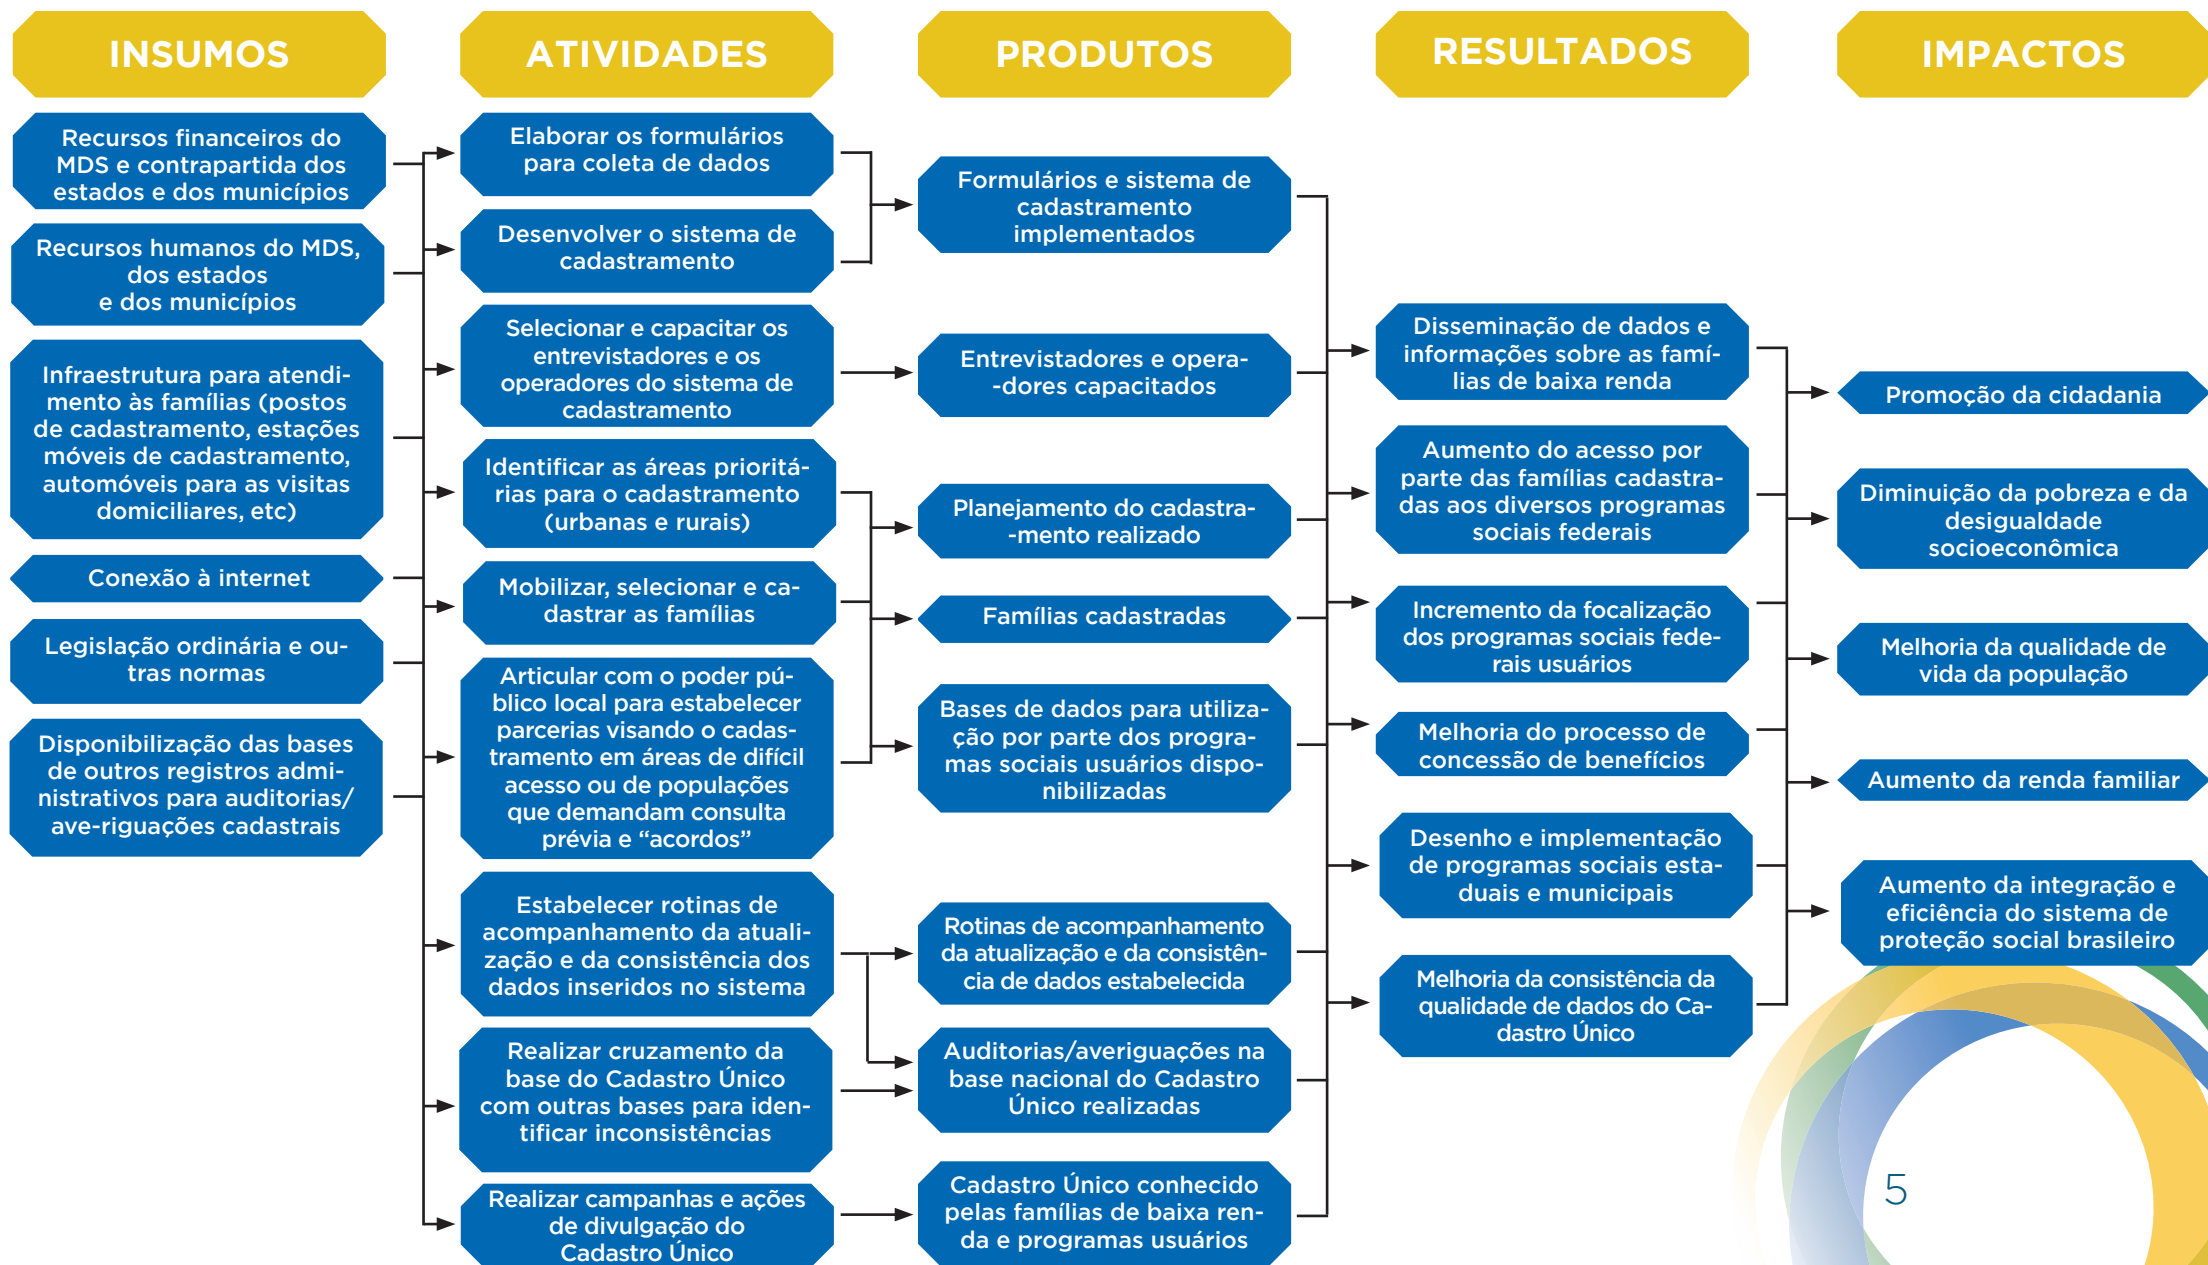 INSUMOS
Recursos financeiros do
MDS e contrapartida dos
estados e dos municípios
Recursos humanos do MDS,
dos estados
e dos municípios
Infraestrutura para atendi-
mento às famílias (postos
de cadastramento, estações
móveis de cadastramento,
automóveis para as visitas
domiciliares, etc)
Conexão à internet
Legislação ordinária e ou-
tras normas
Disponibilização das bases
de outros registros admi-
nistrativos para auditorias/
ave-riguações cadastrais
ATIVIDADES
Elaborar os formulários
para coleta de dados
Desenvolver o sistema de
cadastramento
Selecionar e capacitar os
entrevistadores e os
operadores do sistema de
cadastramento
Identificar as áreas prioritá-
rias para o cadastramento
(urbanas e rurais)
Mobilizar, selecionar e ca-
dastrar as famílias
Articular com o poder pú-
blico local para estabelecer
parcerias visando o cadas-
tramento em áreas de difícil
acesso ou de populações
que demandam consulta
prévia e “acordos”
Estabelecer rotinas de
acompanhamento da atuali-
zação e da consistência dos
dados inseridos no sistema
Realizar cruzamento da
base do Cadastro Único
com outras bases para iden-
tificar inconsistências
Realizar campanhas e ações
de divulgação do
Cadastro Único
PRODUTOS
Formulários e sistema de
cadastramento
implementados
Entrevistadores e opera-
-dores capacitados
Planejamento do cadastra-
-mento realizado
Famílias cadastradas
Bases de dados para utiliza-
ção por parte dos progra-
mas sociais usuários dispo-
nibilizadas
Rotinas de acompanhamento
da atualização e da consistên-
cia de dados estabelecida
Auditorias/averiguações na
base nacional do Cadastro
Único realizadas
Cadastro Único conhecido
pelas famílias de baixa ren-
da e programas usuários
RESULTADOS
Disseminação de dados e
informações sobre as famí-
lias de baixa renda
Aumento do acesso por
parte das famílias cadastra-
das aos diversos programas
sociais federais
Incremento da focalização
dos programas sociais fede-
rais usuários
Melhoria do processo de
concessão de benefícios
Desenho e implementação
de programas sociais esta-
duais e municipais
Melhoria da consistência da
qualidade de dados do Ca-
dastro Único
IMPACTOS
Promoção da cidadania
Diminuição da pobreza e da
desigualdade
socioeconômica
Melhoria da qualidade de
vida da população
Aumento da renda familiar
Aumento da integração e
eficiência do sistema de
proteção social brasileiro
5